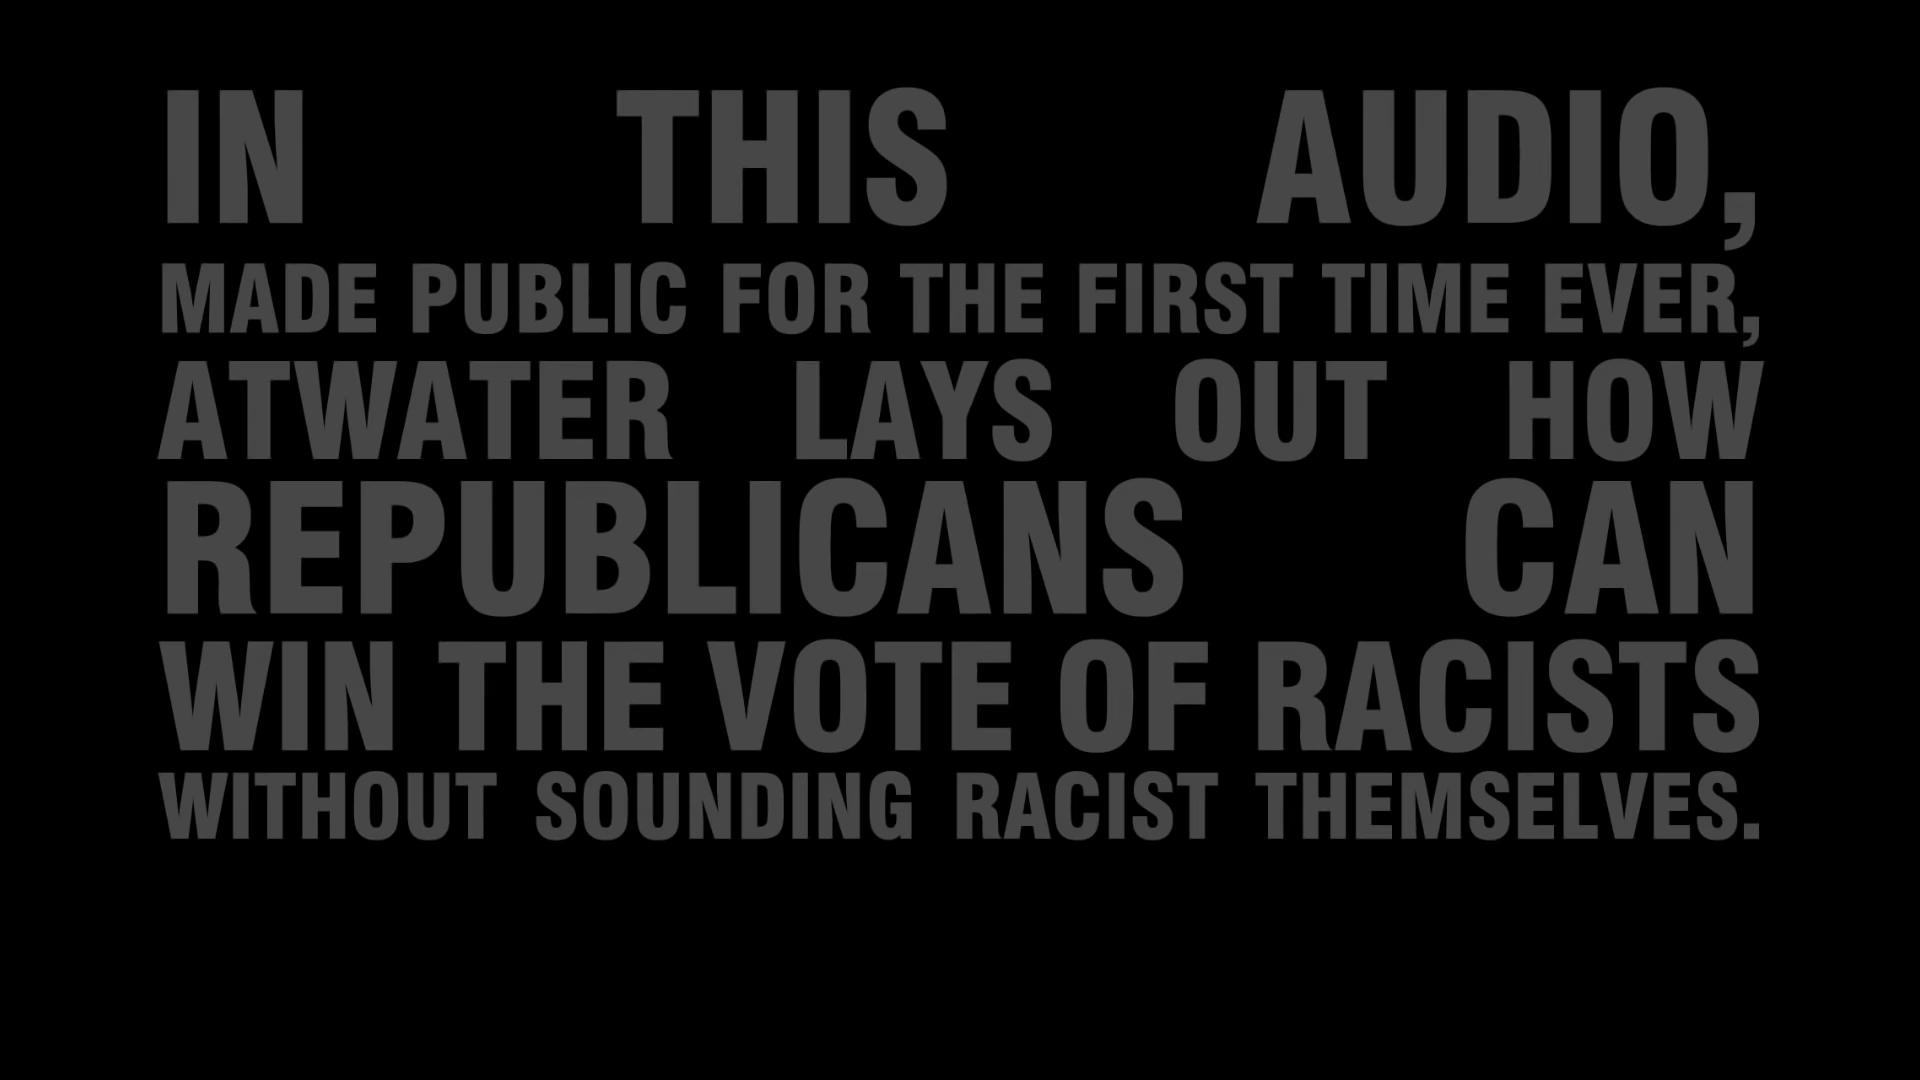 IN THIS AUDIO,
MADE PUBLIC FOR THE FIRST TIME EVER,
ATWATER LAYS OUT HOW
REPUBLICANS CAN
WIN THE VOTE OF RACISTS
WITHOUT SOUNDING RACIST THEMSELVES.